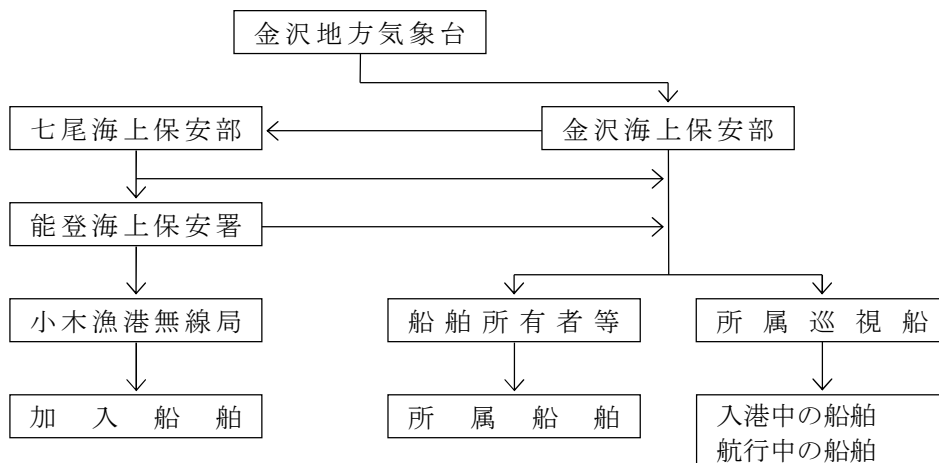 金沢地方気象台
七尾海上保安部
金沢海上保安部
能登海上保安署
小木漁港無線局
船舶所有者等
所属巡視船
加入船舶
所属船舶
入港中の船舶
航行中の船舶